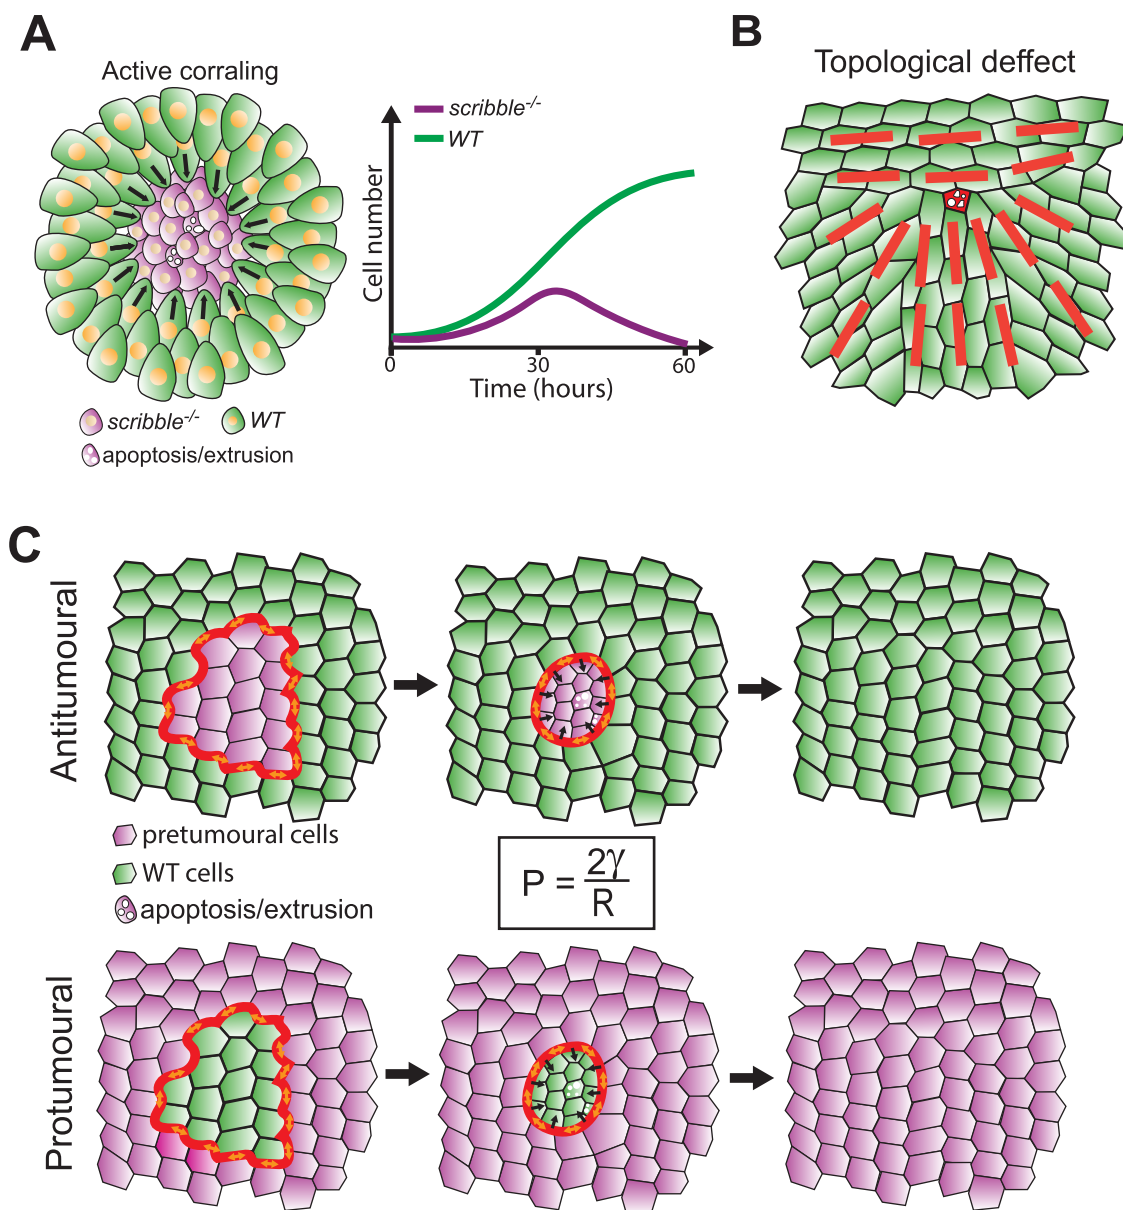 A
Active corraling
scribble-/-
WT
Cell number
0
30
60
Time (hours)
scribble-/-
WT
apoptosis/extrusion
B
Topological deffect
C
Antitumoural
pretumoural cells
WT cells
apoptosis/extrusion
P = 2γ/R
Protumoural